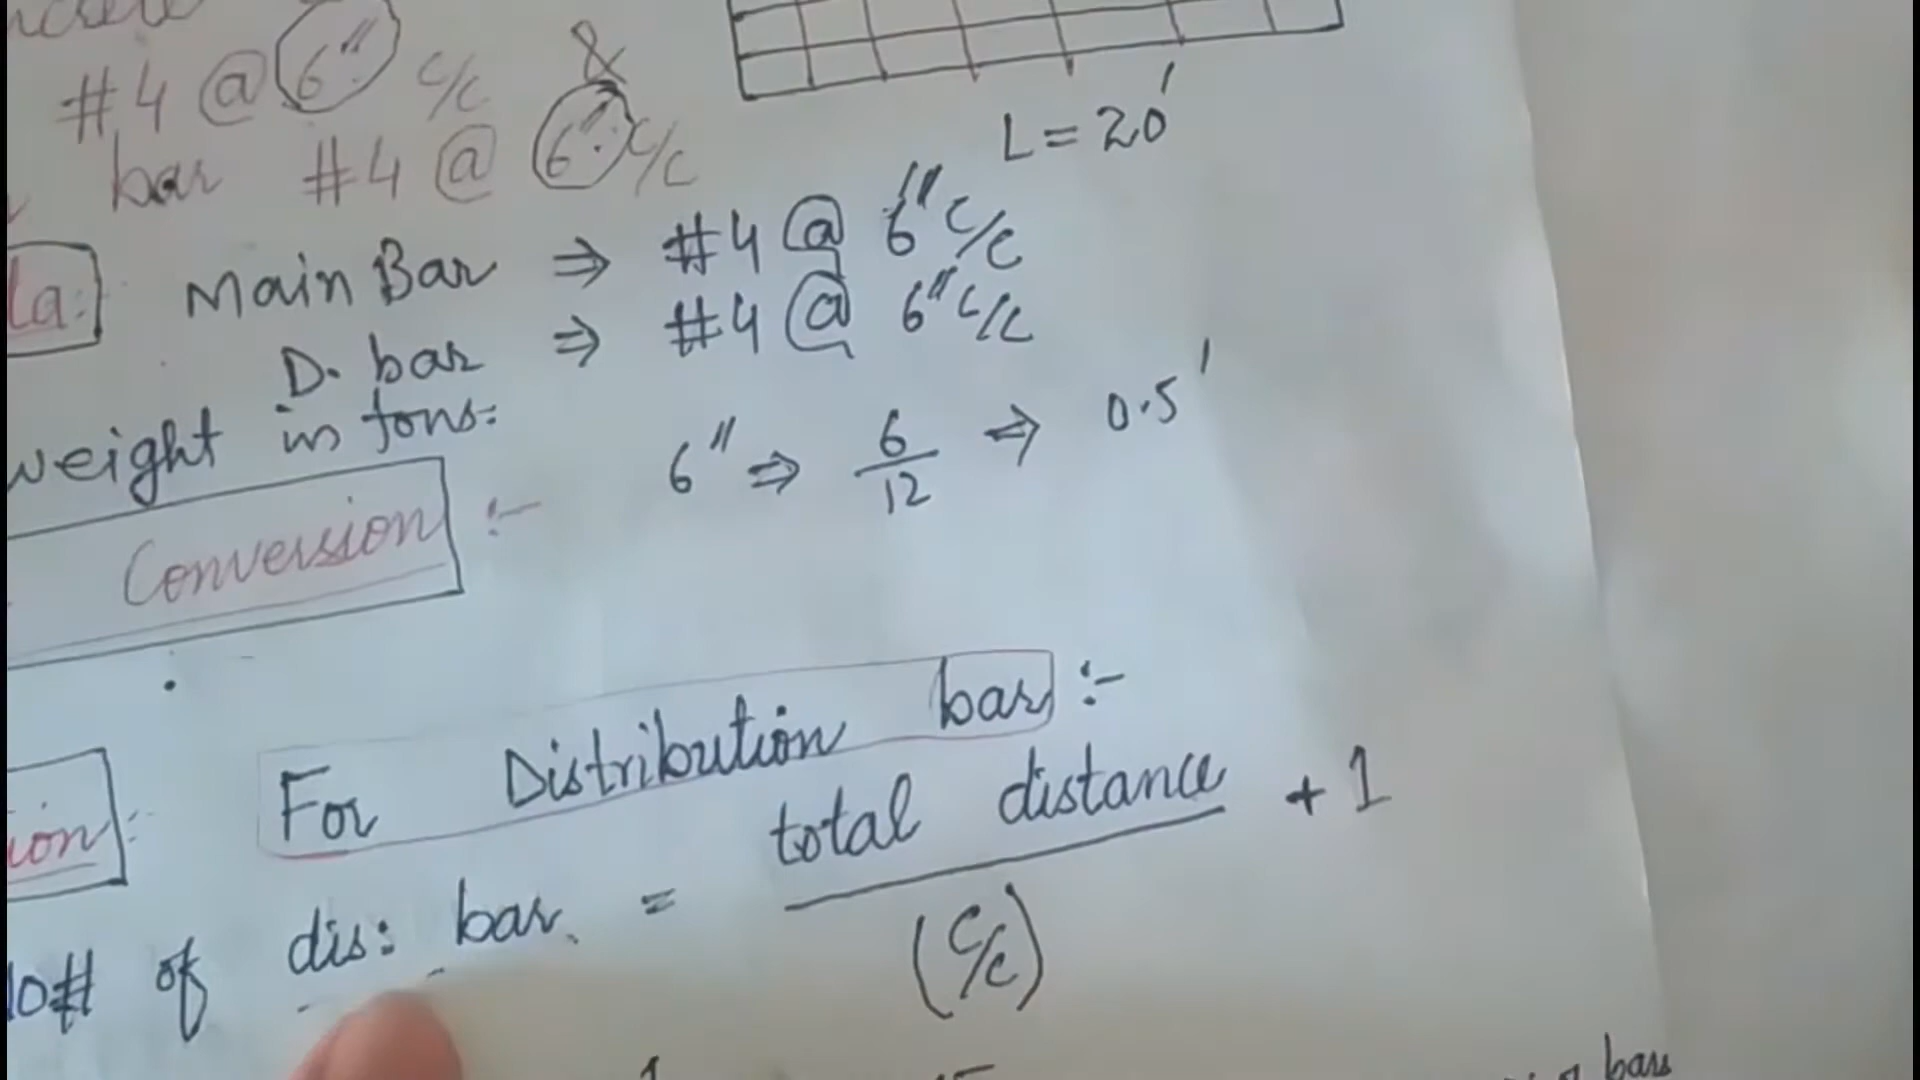 #4 @ 6" c/c &
bar #4 @ 6" c/c
L = 20'
Main Bar ⇒ #4 @ 6" c/c
D. bar ⇒ #4 @ 6" c/c
weight in tons:
6" ⇒ 6/12 ⇒ 0.5'
Conversion :-
For Distribution bar :-
of dis: bar = total distance / (c/c) + 1
bars